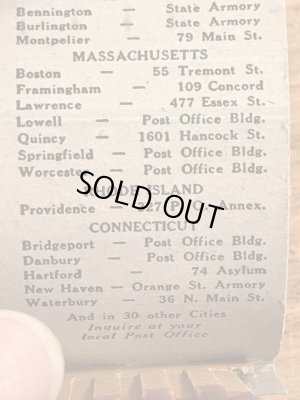 Bennington — State Armory
Burlington — State Armory
Montpelier — 79 Main St.
MASSACHUSETTS
Boston — 55 Tremont St.
Framingham — 109 Concord
Lawrence — 477 Essex St.
Lowell — Post Office Bldg.
Quincy — 1601 Hancock St.
Springfield — Post Office Bldg.
Worcester — Post Office Bldg.
SOLD OUT
ISLAND
Providence — Annex.
CONNECTICUT
Bridgeport — Post Office Bldg.
Danbury — Post Office Bldg.
Hartford — 74 Asylum
New Haven — Orange St. Armory
Waterbury — 36 N. Main St.
And in 30 other Cities
Inquire at your
local Post Office